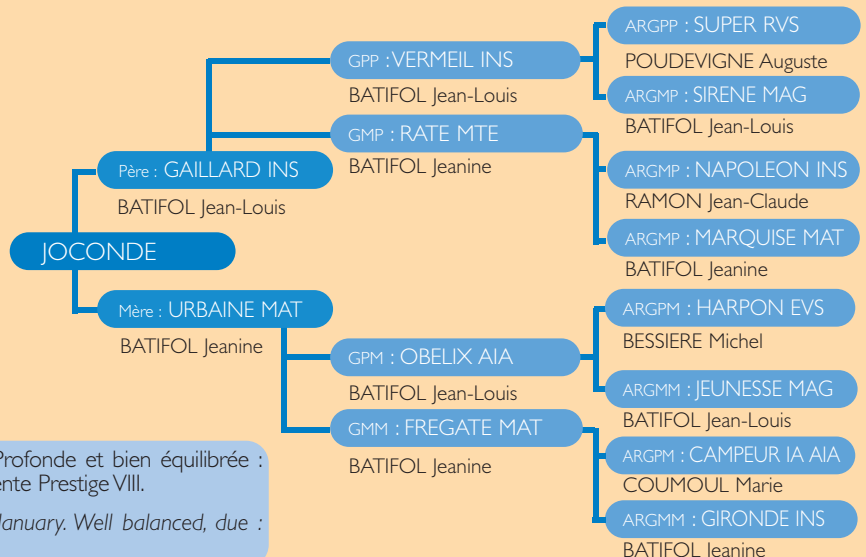 ARGPP : SUPER RVS
POUDEVIGNE Auguste
GPP : VERMEIL INS
BATIFOL Jean-Louis
ARGMP : SIRENE MAG
BATIFOL Jean-Louis
GMP : RATE MTE
BATIFOL Jeanine
ARGMP : NAPOLEON INS
RAMON Jean-Claude
Père : GAILLARD INS
BATIFOL Jean-Louis
ARGMP : MARQUISE MAT
BATIFOL Jeanine
JOCONDE
Mère : URBAINE MAT
BATIFOL Jeanine
ARGPM : HARPON EVS
BESSIERE Michel
GPM : OBELIX AIA
BATIFOL Jean-Louis
ARGMM : JEUNESSE MAG
BATIFOL Jean-Louis
GMM : FREGATE MAT
BATIFOL Jeanine
ARGPM : CAMPEUR IA AIA
COUMOUL Marie
ARGMM : GIRONDE INS
BATIFOL Jeanine
Profonde et bien équilibrée :
ente Prestige VIII.
January. Well balanced, due :